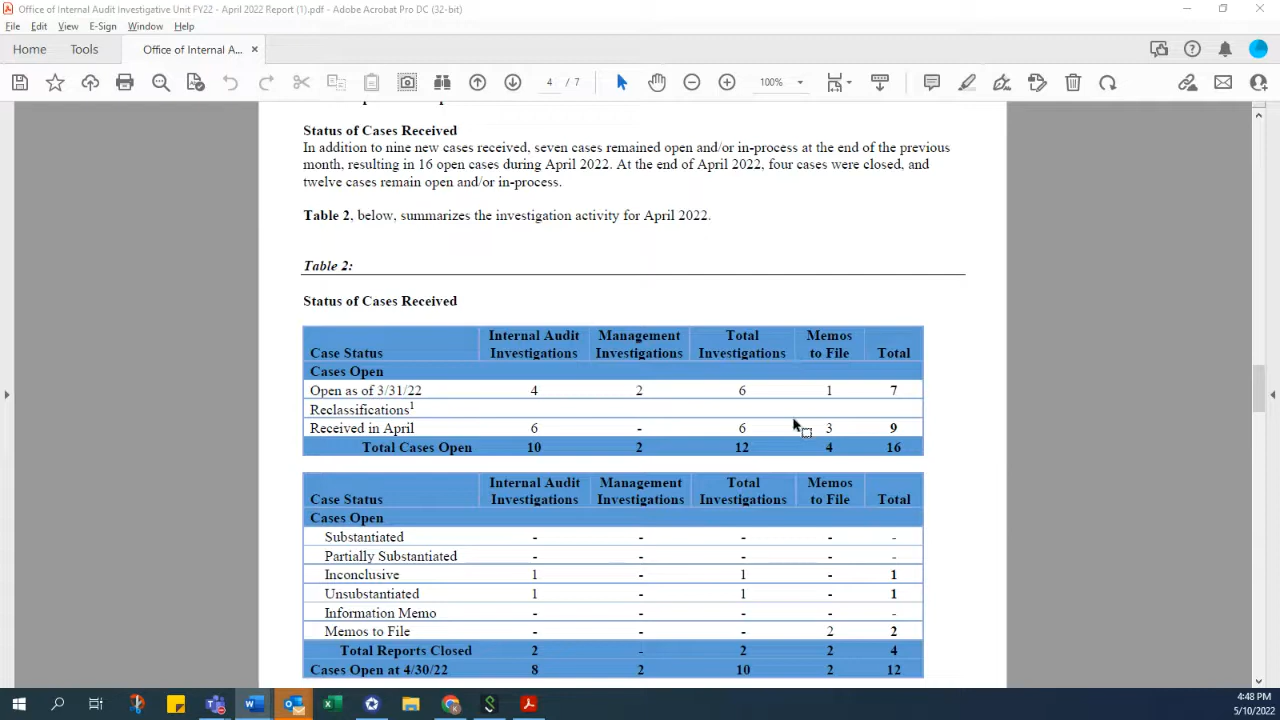 Office of Internal Audit Investigative Unit FY22 - April 2022 Report (1).pdf - Adobe Acrobat Pro DC (32-bit)
File Edit View E-Sign Window Help
Home Tools Office of Internal A... ×
4 / 7 100%
Status of Cases Received
In addition to nine new cases received, seven cases remained open and/or in-process at the end of the previous
month, resulting in 16 open cases during April 2022. At the end of April 2022, four cases were closed, and
twelve cases remain open and/or in-process.
Table 2, below, summarizes the investigation activity for April 2022.
Table 2:
Status of Cases Received
Internal Audit Management Total Memos
Case Status Investigations Investigations Investigations to File Total
Cases Open
Open as of 3/31/22 4 2 6 1 7
Reclassifications1
Received in April 6 - 6 3 9
Total Cases Open 10 2 12 4 16
Internal Audit Management Total Memos
Case Status Investigations Investigations Investigations to File Total
Cases Open
Substantiated - - - - -
Partially Substantiated - - - - -
Inconclusive 1 - 1 - 1
Unsubstantiated 1 - 1 - 1
Information Memo - - - - -
Memos to File - - - 2 2
Total Reports Closed 2 - 2 2 4
Cases Open at 4/30/22 8 2 10 2 12
4:48 PM
5/10/2022